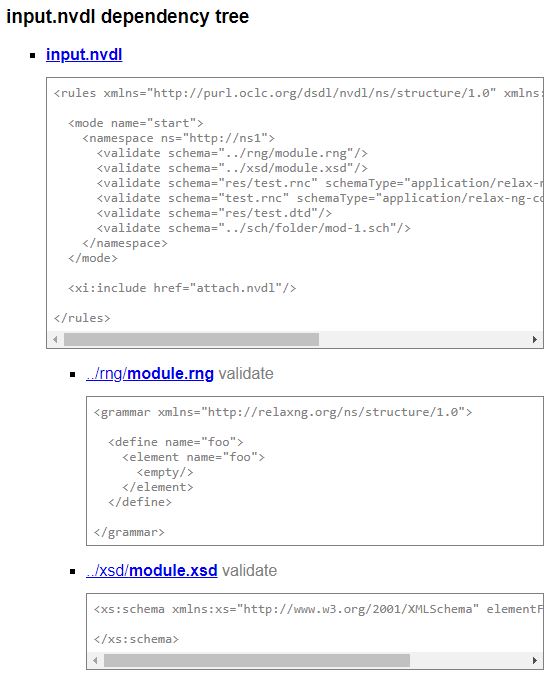 input.nvdl dependency tree
input.nvdl
<rules xmlns="http://purl.oclc.org/dsdl/nvdl/ns/structure/1.0" xmlns:
<mode name="start">
<namespace ns="http://ns1">
<validate schema="../rng/module.rng"/>
<validate schema="../xsd/module.xsd"/>
<validate schema="res/test.rnc" schemaType="application/relax-n
<validate schema="test.rnc" schemaType="application/relax-ng-co
<validate schema="res/test.dtd"/>
<validate schema="../sch/folder/mod-1.sch"/>
</namespace>
</mode>
<xi:include href="attach.nvdl"/>
</rules>
../rng/module.rng validate
<grammar xmlns="http://relaxng.org/ns/structure/1.0">
<define name="foo">
<element name="foo">
<empty/>
</element>
</define>
</grammar>
../xsd/module.xsd validate
<xs:schema xmlns:xs="http://www.w3.org/2001/XMLSchema" elementF
</xs:schema>